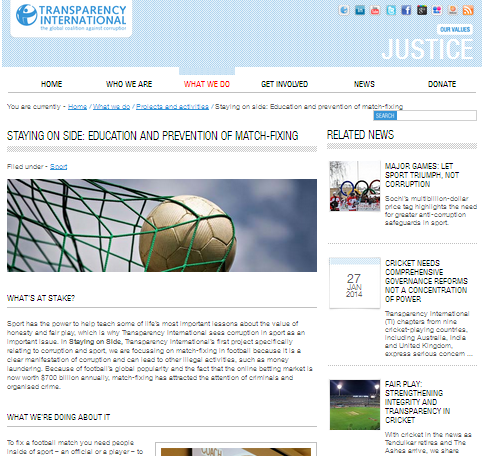 TRANSPARENCY
INTERNATIONAL
the global coalition against corruption
OUR VALUES
JUSTICE
HOME WHO WE ARE WHAT WE DO GET INVOLVED NEWS DONATE
You are currently - Home / What we do / Projects and activities / Staying on side: Education and prevention of match-fixing
SEARCH
STAYING ON SIDE: EDUCATION AND PREVENTION OF MATCH-FIXING
Filed under - Sport
WHAT'S AT STAKE?
Sport has the power to help teach some of life's most important lessons about the value of
honesty and fair play, which is why Transparency International sees corruption in sport as an
important issue. In Staying on Side, Transparency International's first project specifically
relating to corruption and sport, we are focussing on match-fixing in football because it is a
clear manifestation of corruption and can lead to other illegal activities, such as money
laundering. Because of football's global popularity and the fact that the online betting market is
now worth $700 billion annually, match-fixing has attracted the attention of criminals and
organised crime.
WHAT WE'RE DOING ABOUT IT
To fix a football match you need people
inside of sport – an official or a player – to
RELATED NEWS
MAJOR GAMES: LET
SPORT TRIUMPH, NOT
CORRUPTION
Sochi's multibillion-dollar
price tag highlights the need
for greater anti-corruption
safeguards in sport.
27
JAN
2014
CRICKET NEEDS
COMPREHENSIVE
GOVERNANCE REFORMS
NOT A CONCENTRATION
OF POWER
Transparency International
(TI) chapters from nine
cricket-playing countries,
including Australia, India
and United Kingdom,
express serious concern ...
FAIR PLAY:
STRENGTHENING
INTEGRITY AND
TRANSPARENCY IN
CRICKET
With cricket in the news as
Tendulkar retires and The
Ashes arrive, we share